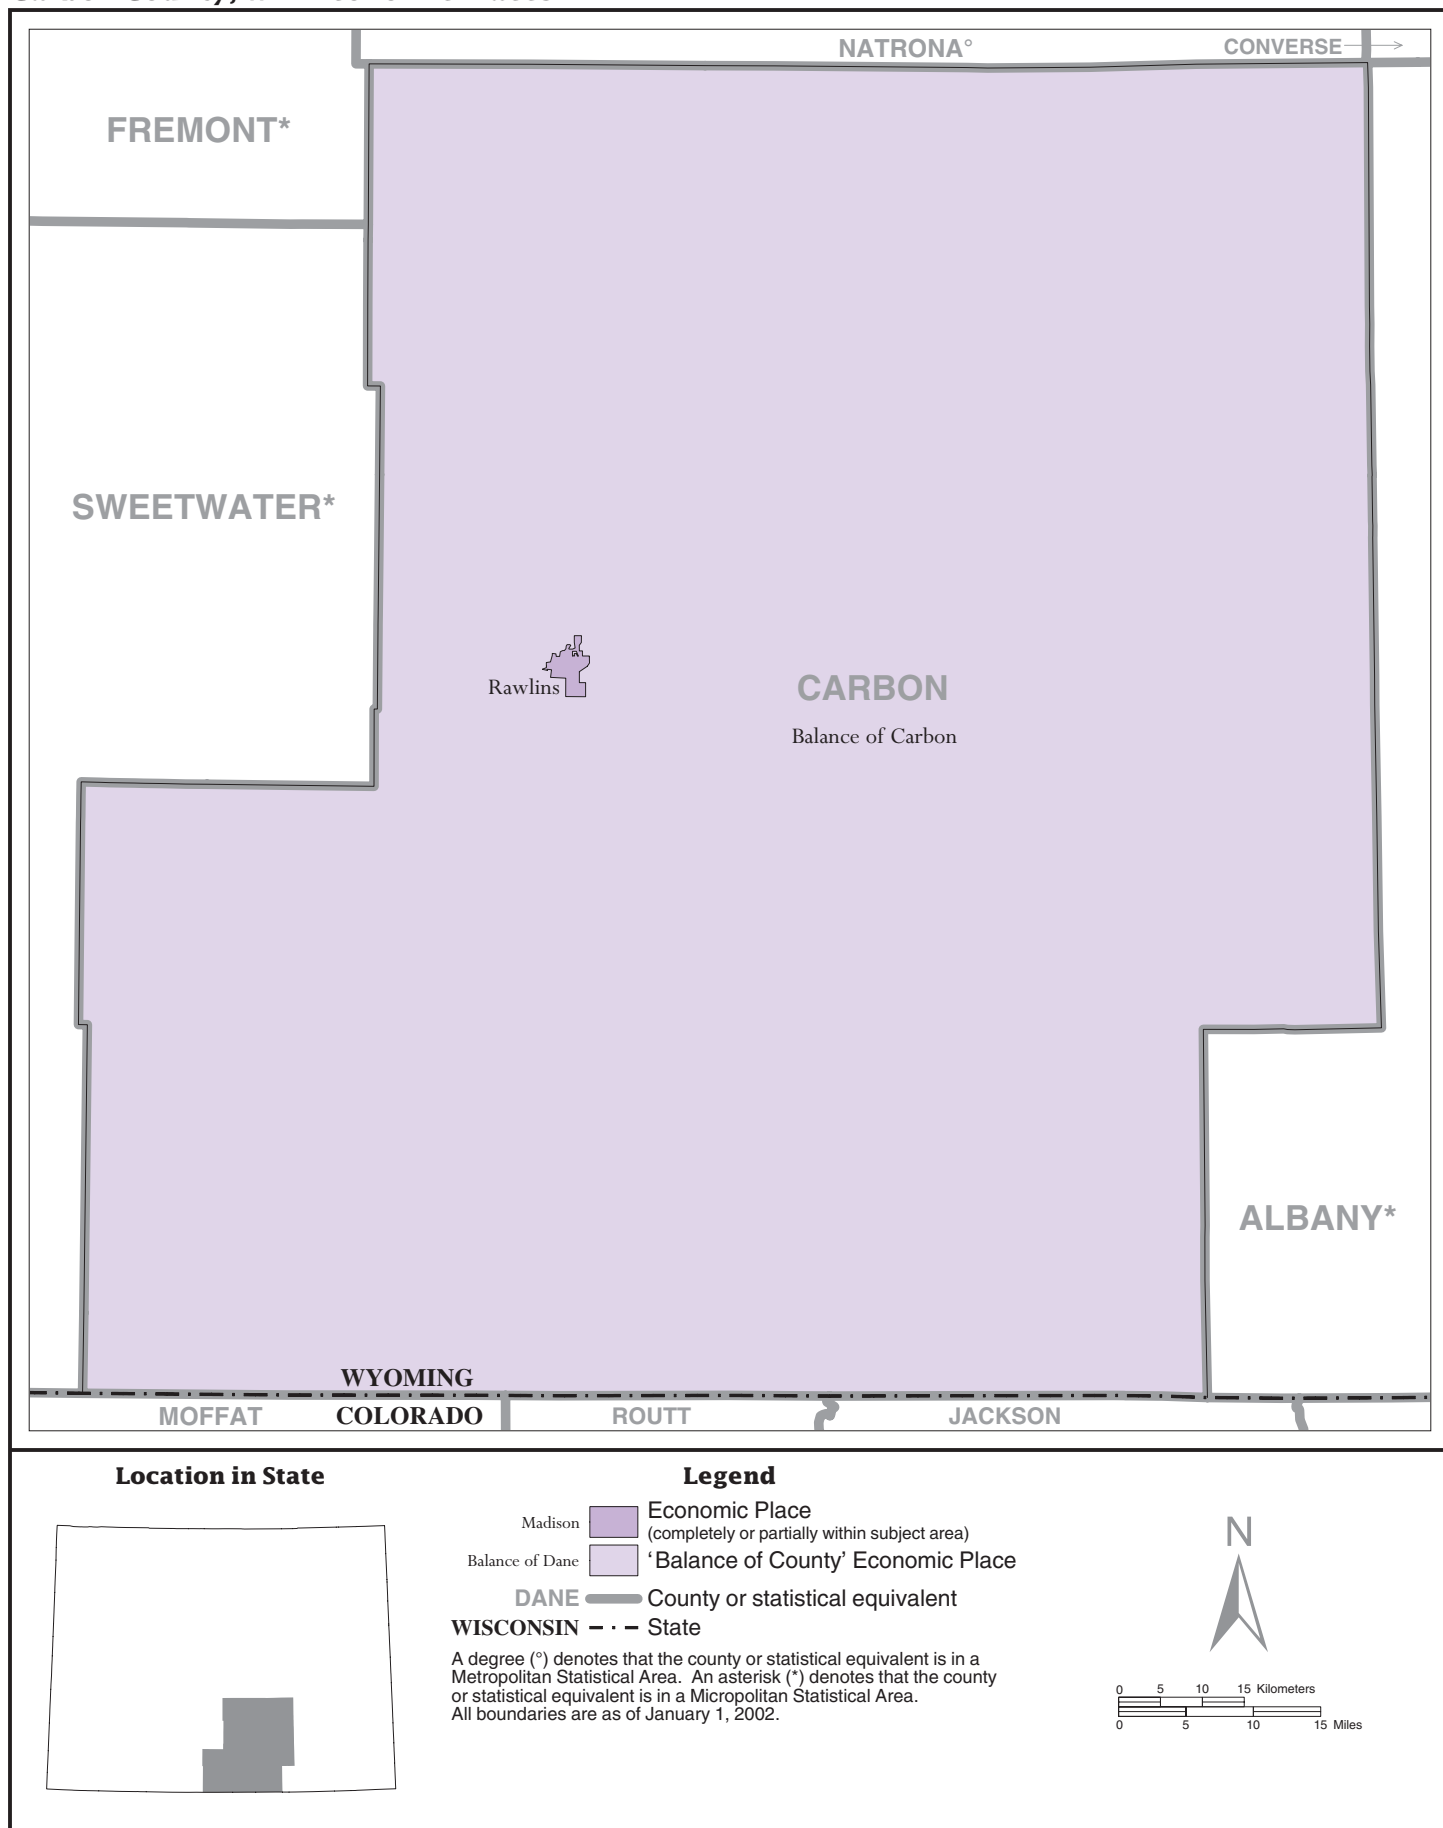 NATRONA°
CONVERSE
FREMONT*
SWEETWATER*
Rawlins
CARBON
Balance of Carbon
ALBANY*
WYOMING
MOFFAT
COLORADO
ROUTT
JACKSON
Location in State
Legend
Madison
Economic Place
(completely or partially within subject area)
Balance of Dane
‘Balance of County’ Economic Place
DANE
County or statistical equivalent
WISCONSIN
State
A degree (°) denotes that the county or statistical equivalent is in a
Metropolitan Statistical Area. An asterisk (*) denotes that the county
or statistical equivalent is in a Micropolitan Statistical Area.
All boundaries are as of January 1, 2002.
N
0 5 10 15 Kilometers
0 5 10 15 Miles